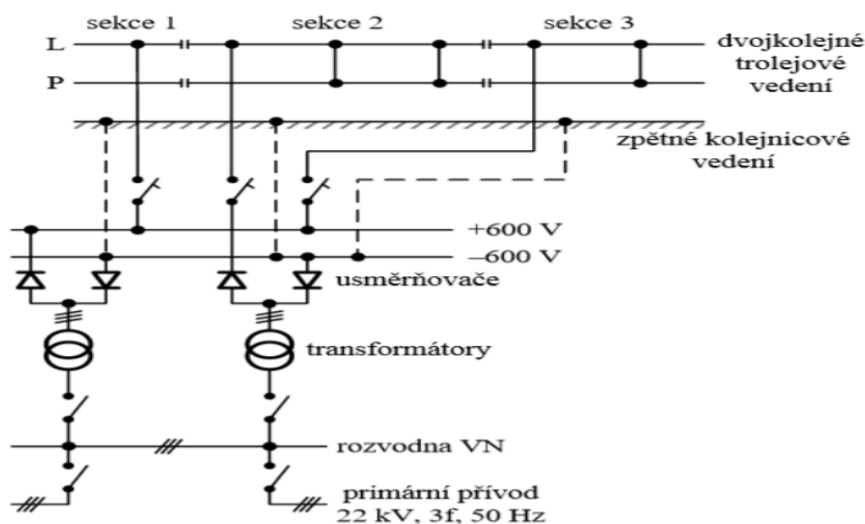 sekce 1
sekce 2
sekce 3
L
dvojkolejné
trolejové
vedení
P
zpětné kolejnicové
vedení
+600 V
–600 V
usměrňovače
transformátory
rozvodna VN
primární přívod
22 kV, 3f, 50 Hz